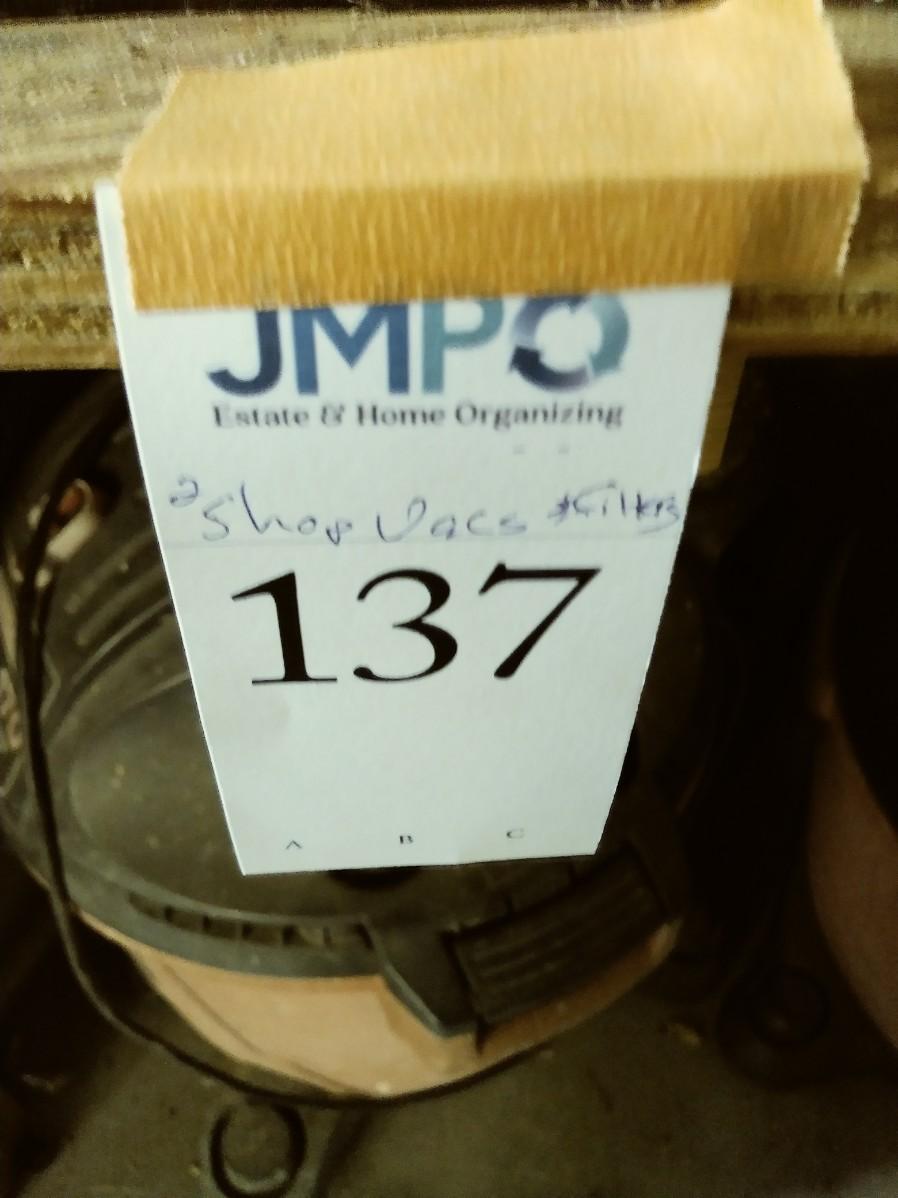 JMPO
Estate & Home Organizing
2 Shop Vacs & Filters
137
A B C